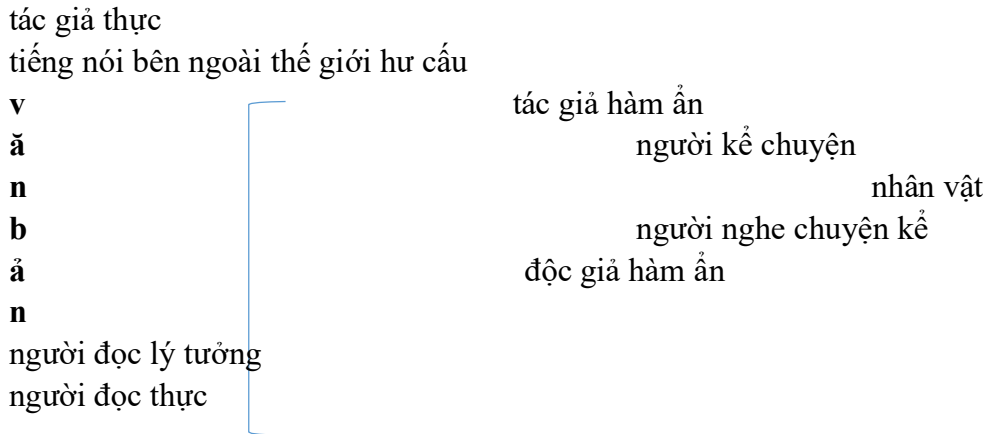 tác giả thực
tiếng nói bên ngoài thế giới hư cấu
v tác giả hàm ẩn
ă người kể chuyện
n nhân vật
b người nghe chuyện kể
ả độc giả hàm ẩn
n
người đọc lý tưởng
người đọc thực